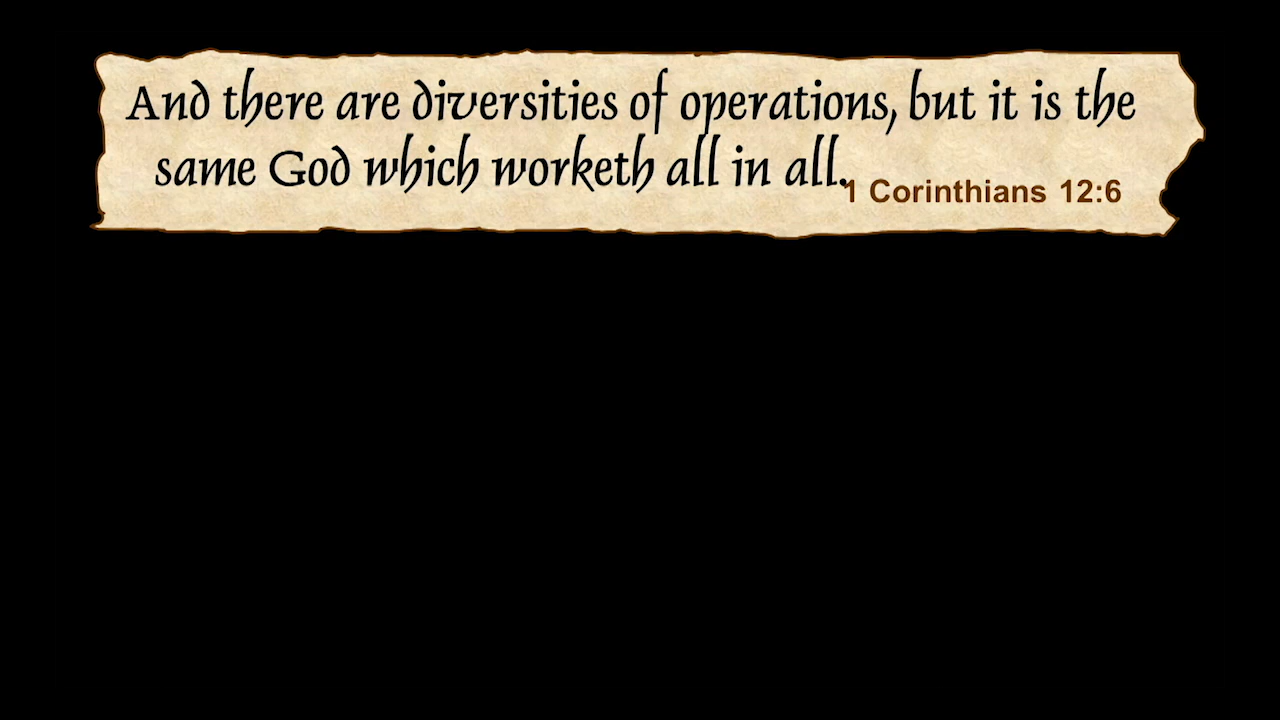 And there are diversities of operations, but it is the
same God which worketh all in all.
1 Corinthians 12:6